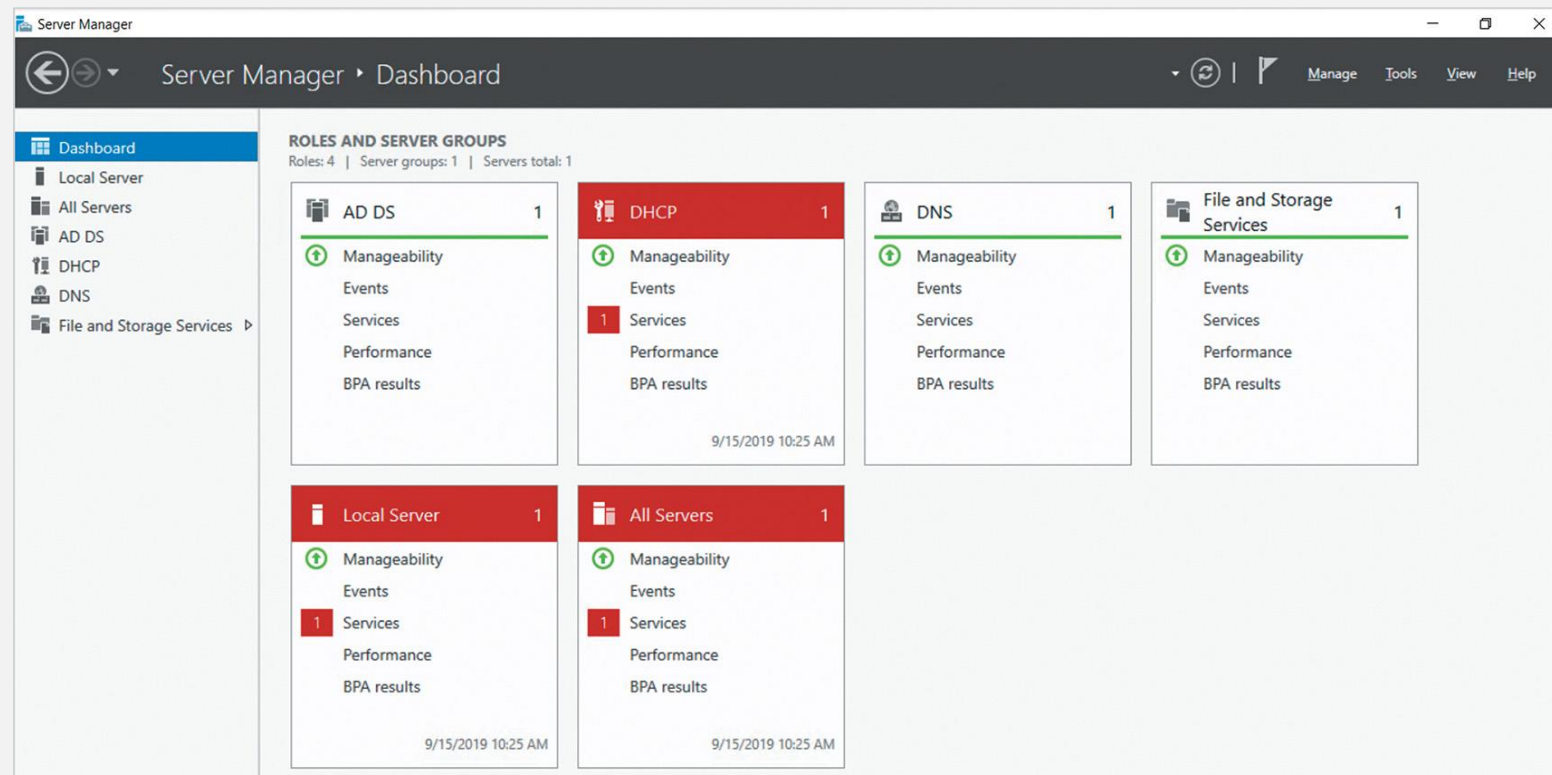 Server Manager
Server Manager ‣ Dashboard
Manage Tools View Help
Dashboard
Local Server
All Servers
AD DS
DHCP
DNS
File and Storage Services
ROLES AND SERVER GROUPS
Roles: 4 | Server groups: 1 | Servers total: 1
AD DS 1
Manageability
Events
Services
Performance
BPA results
DHCP 1
Manageability
Events
1 Services
Performance
BPA results
9/15/2019 10:25 AM
DNS 1
Manageability
Events
Services
Performance
BPA results
File and Storage
Services 1
Manageability
Events
Services
Performance
BPA results
Local Server 1
Manageability
Events
1 Services
Performance
BPA results
9/15/2019 10:25 AM
All Servers 1
Manageability
Events
1 Services
Performance
BPA results
9/15/2019 10:25 AM